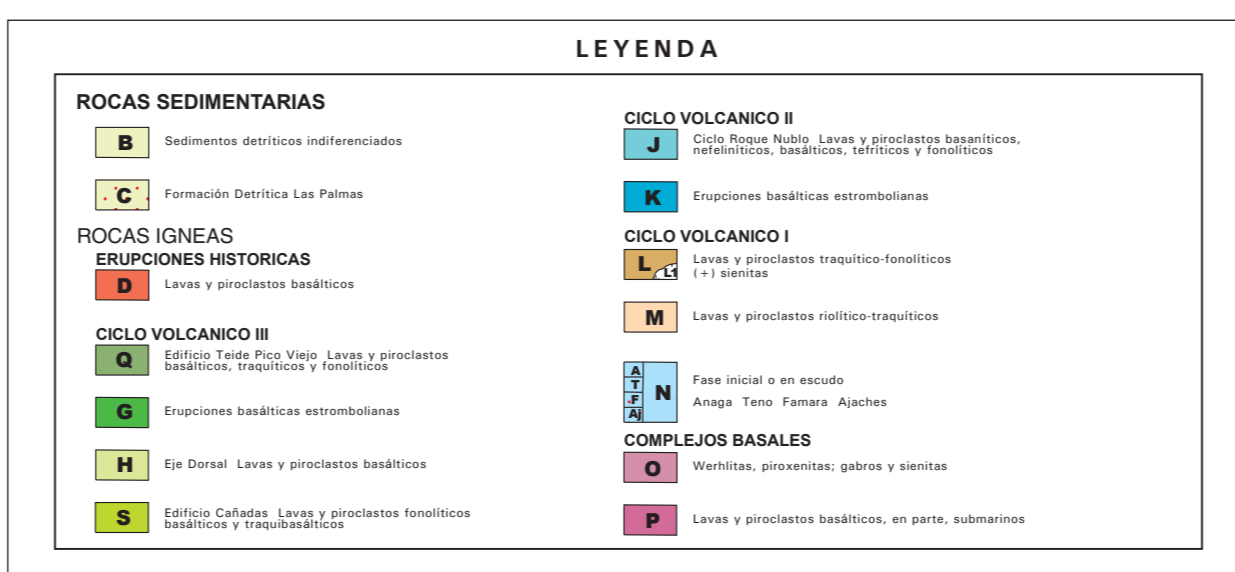 LEYENDA
ROCAS SEDIMENTARIAS
B
Sedimentos detríticos indiferenciados
C
Formación Detrítica Las Palmas
ROCAS IGNEAS
ERUPCIONES HISTORICAS
D
Lavas y piroclastos basálticos
CICLO VOLCANICO III
Q
Edificio Teide Pico Viejo Lavas y piroclastos
basálticos, traquíticos y fonolíticos
G
Erupciones basálticas estrombolianas
H
Eje Dorsal Lavas y piroclastos basálticos
S
Edificio Cañadas Lavas y piroclastos fonolíticos
basálticos y traquibasálticos
CICLO VOLCANICO II
J
Ciclo Roque Nublo Lavas y piroclastos basaníticos,
nefeliníticos, basálticos, tefríticos y fonolíticos
K
Erupciones basálticas estrombolianas
CICLO VOLCANICO I
L
L1
Lavas y piroclastos traquítico-fonolíticos
(+) sienitas
M
Lavas y piroclastos riolítico-traquíticos
A
T
F
Aj
N
Fase inicial o en escudo
Anaga Teno Famara Ajaches
COMPLEJOS BASALES
O
Werhlitas, piroxenitas; gabros y sienitas
P
Lavas y piroclastos basálticos, en parte, submarinos